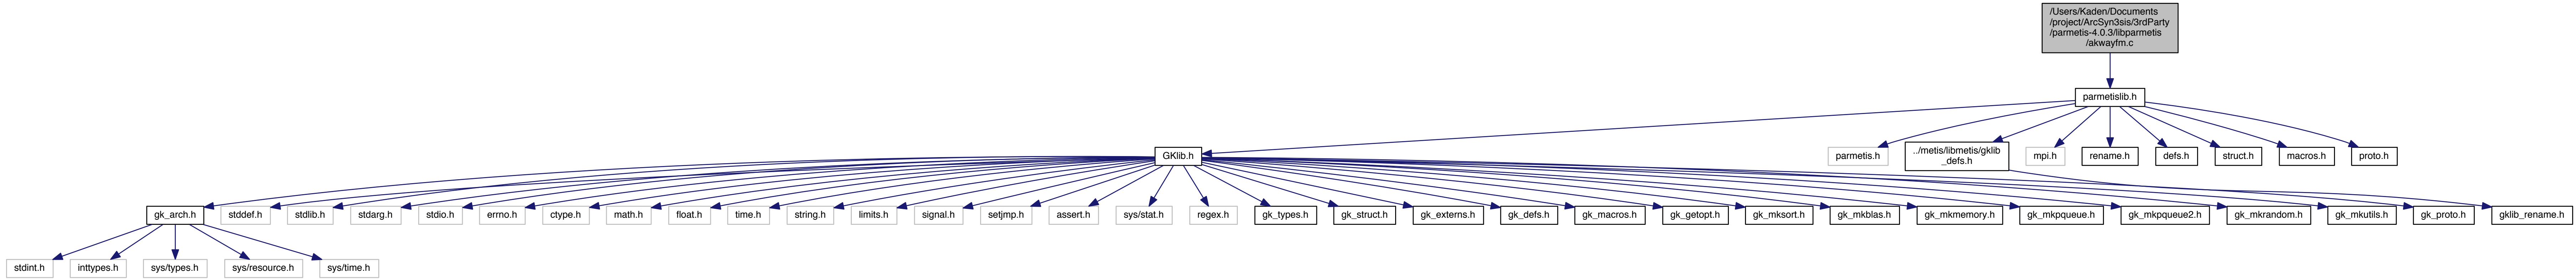 /Users/Kaden/Documents
/project/ArcSyn3sis/3rdParty
/parmetis-4.0.3/libparmetis
/akwayfm.c
parmetislib.h
GKlib.h
parmetis.h
../metis/libmetis/gklib
_defs.h
mpi.h
rename.h
defs.h
struct.h
macros.h
proto.h
gk_arch.h
stddef.h
stdlib.h
stdarg.h
stdio.h
errno.h
ctype.h
math.h
float.h
time.h
string.h
limits.h
signal.h
setjmp.h
assert.h
sys/stat.h
regex.h
gk_types.h
gk_struct.h
gk_externs.h
gk_defs.h
gk_macros.h
gk_getopt.h
gk_mksort.h
gk_mkblas.h
gk_mkmemory.h
gk_mkpqueue.h
gk_mkpqueue2.h
gk_mkrandom.h
gk_mkutils.h
gk_proto.h
gklib_rename.h
stdint.h
inttypes.h
sys/types.h
sys/resource.h
sys/time.h